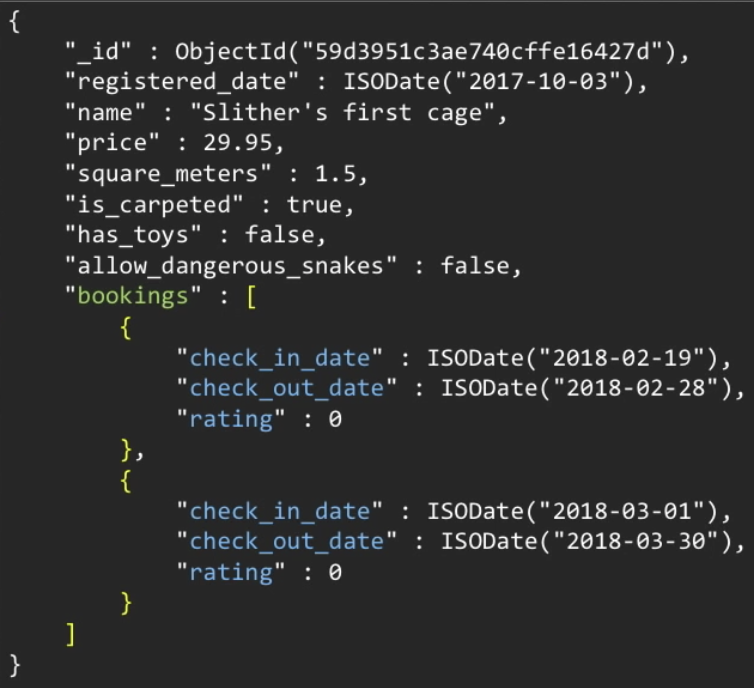 {
"_id" : ObjectId("59d3951c3ae740cffe16427d"),
"registered_date" : ISODate("2017-10-03"),
"name" : "Slither's first cage",
"price" : 29.95,
"square_meters" : 1.5,
"is_carpeted" : true,
"has_toys" : false,
"allow_dangerous_snakes" : false,
"bookings" : [
{
"check_in_date" : ISODate("2018-02-19"),
"check_out_date" : ISODate("2018-02-28"),
"rating" : 0
},
{
"check_in_date" : ISODate("2018-03-01"),
"check_out_date" : ISODate("2018-03-30"),
"rating" : 0
}
]
}